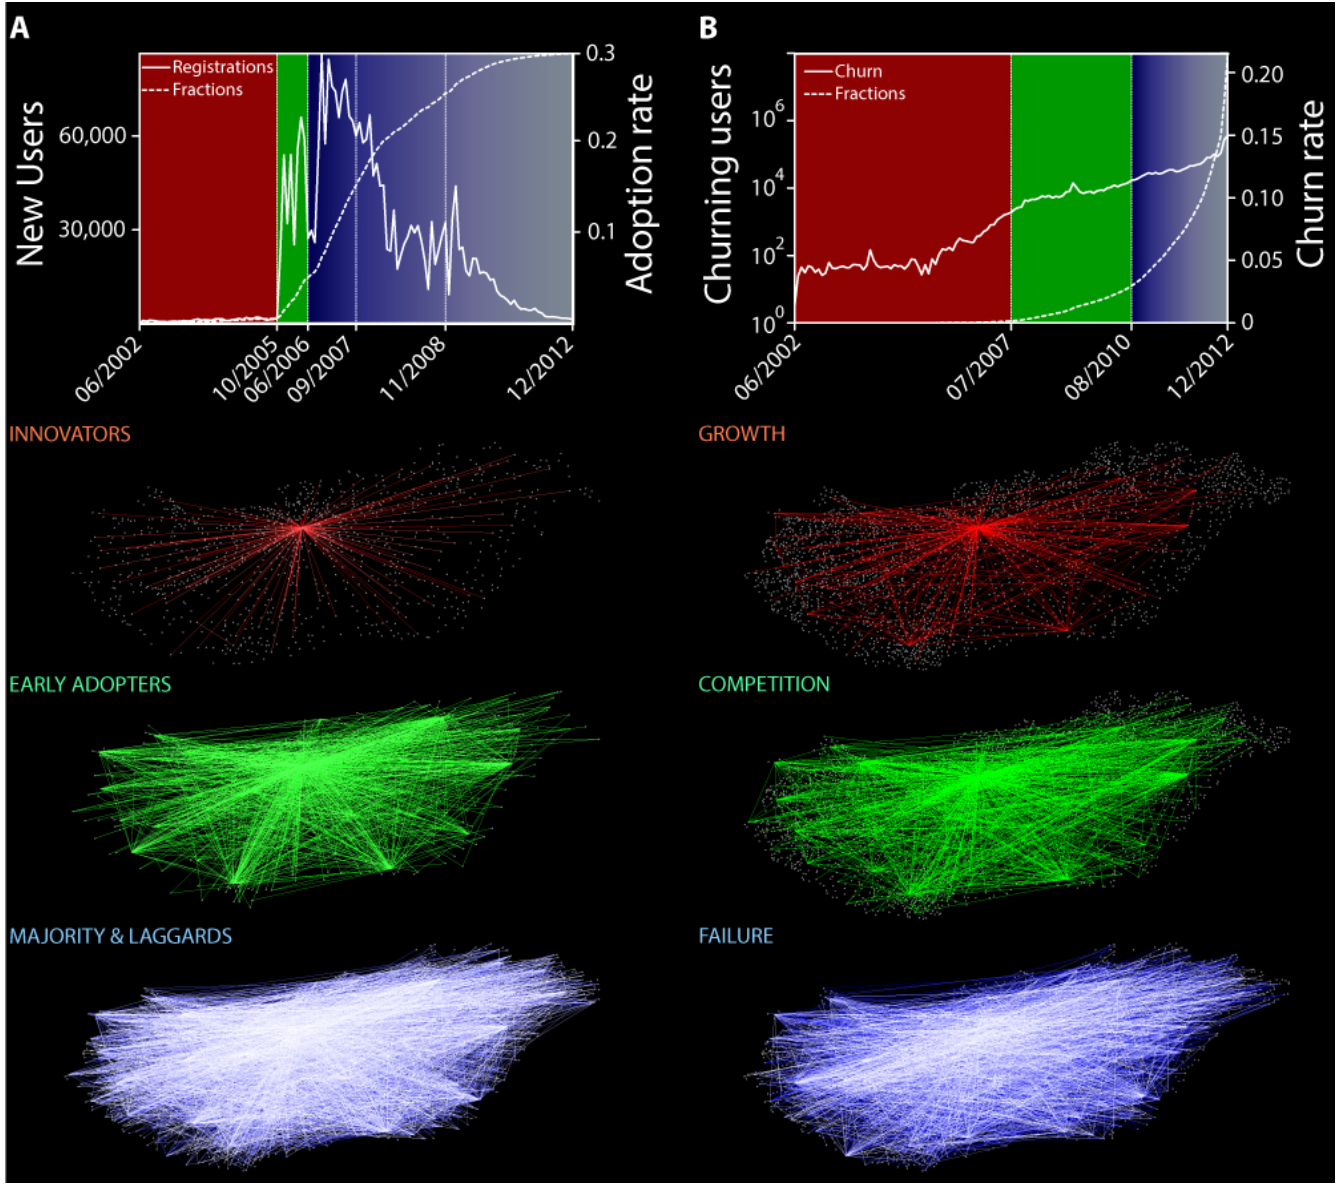 A
New Users
60,000
30,000
Registrations
Fractions
0.3
0.2
0.1
Adoption rate
06/2002
10/2005
06/2006
09/2007
11/2008
12/2012
B
Churning users
10^6
10^4
10^2
10^0
Churn
Fractions
0.20
0.15
0.10
0.05
0
Churn rate
06/2002
07/2007
08/2010
12/2012
INNOVATORS
GROWTH
EARLY ADOPTERS
COMPETITION
MAJORITY & LAGGARDS
FAILURE